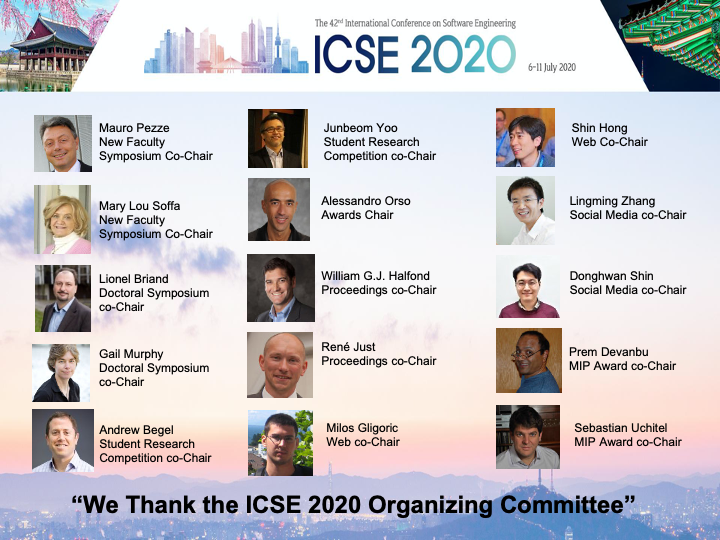 The 42nd International Conference on Software Engineering
ICSE 2020
6-11 July 2020
Mauro Pezze
New Faculty
Symposium Co-Chair
Mary Lou Soffa
New Faculty
Symposium Co-Chair
Lionel Briand
Doctoral Symposium
co-Chair
Gail Murphy
Doctoral Symposium
co-Chair
Andrew Begel
Student Research
Competition co-Chair
Junbeom Yoo
Student Research
Competition co-Chair
Alessandro Orso
Awards Chair
William G.J. Halfond
Proceedings co-Chair
René Just
Proceedings co-Chair
Milos Gligoric
Web co-Chair
Shin Hong
Web Co-Chair
Lingming Zhang
Social Media co-Chair
Donghwan Shin
Social Media co-Chair
Prem Devanbu
MIP Award co-Chair
Sebastian Uchitel
MIP Award co-Chair
“We Thank the ICSE 2020 Organizing Committee”